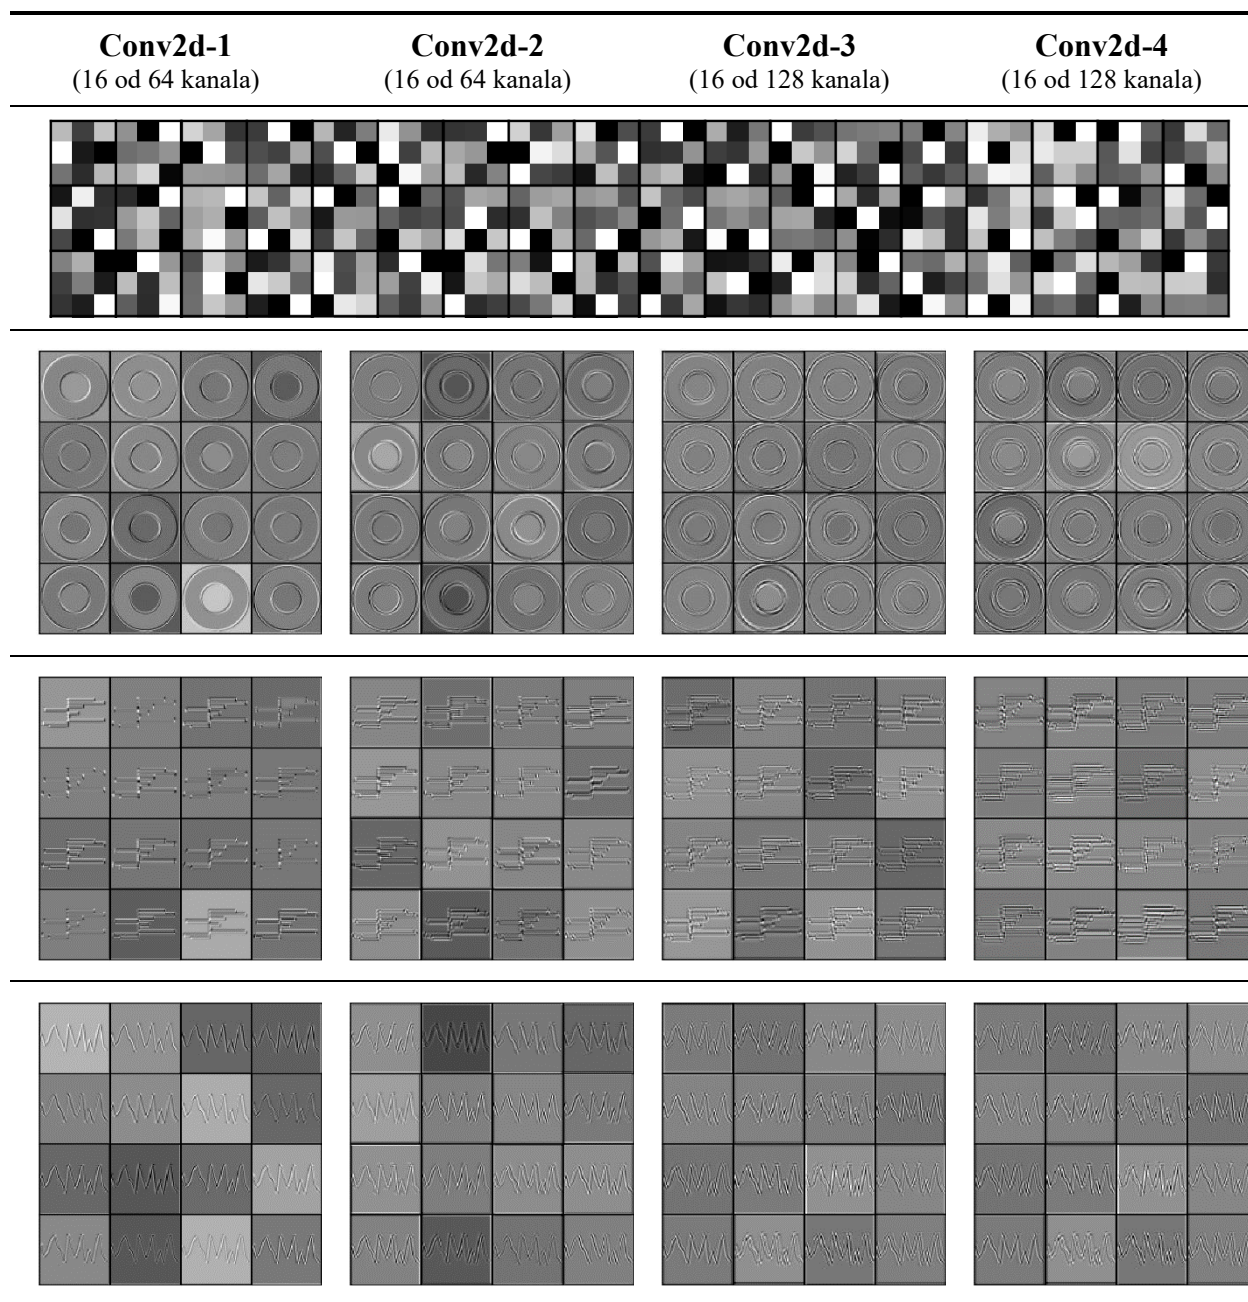 Conv2d-1 Conv2d-2 Conv2d-3 Conv2d-4
(16 od 64 kanala) (16 od 64 kanala) (16 od 128 kanala) (16 od 128 kanala)